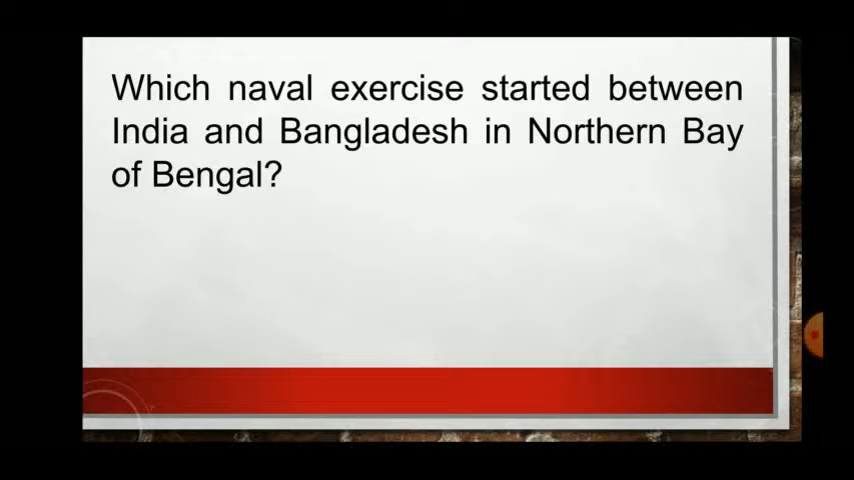 Which naval exercise started between
India and Bangladesh in Northern Bay
of Bengal?